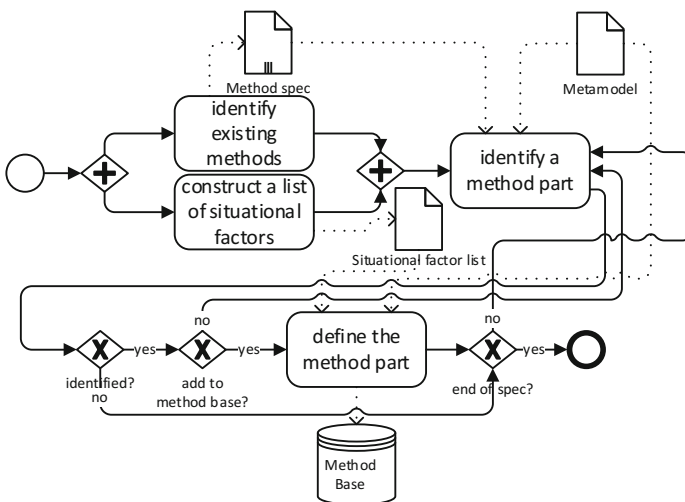 Method spec
Metamodel
identify
existing
methods
identify a
method part
construct a list
of situational
factors
Situational factor list
no
no
define the
method part
yes
yes
yes
identified?
no
add to
method base?
end of spec?
Method
Base